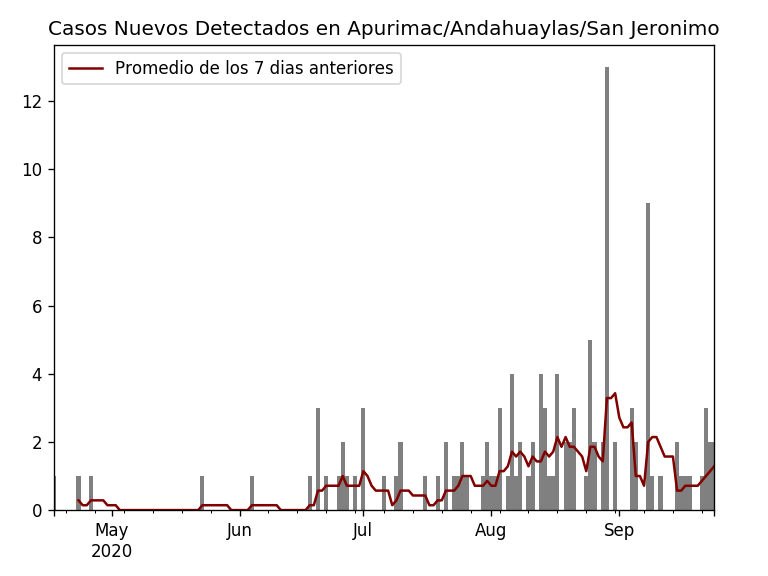 Casos Nuevos Detectados en Apurimac/Andahuaylas/San Jeronimo
Promedio de los 7 dias anteriores
12
10
8
6
4
2
0
May Jun Jul Aug Sep
2020